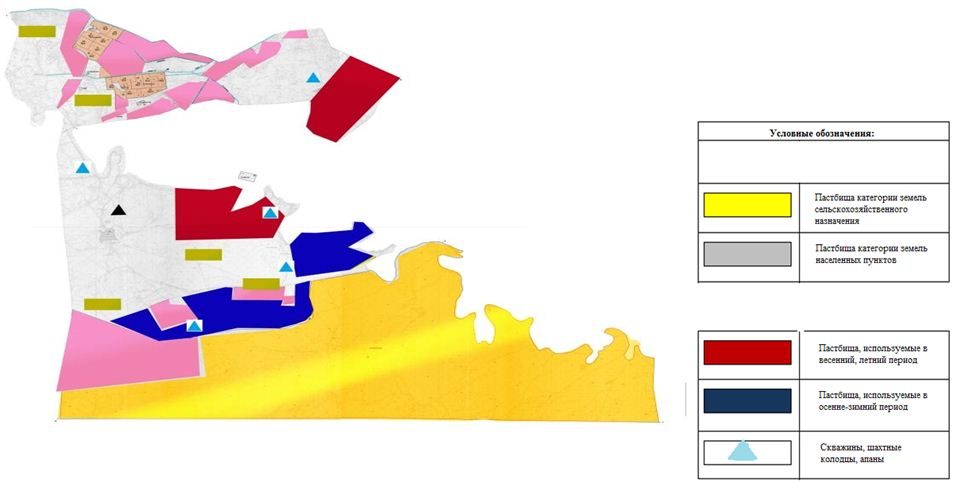 Условные обозначения:
Пастбища категории земель
сельскохозяйственного
назначения
Пастбища категории земель
населенных пунктов
Пастбища, используемые в
весенний, летний период
Пастбища, используемые в
осенне-зимний период
Скважины, шахтные
колодцы, апаны